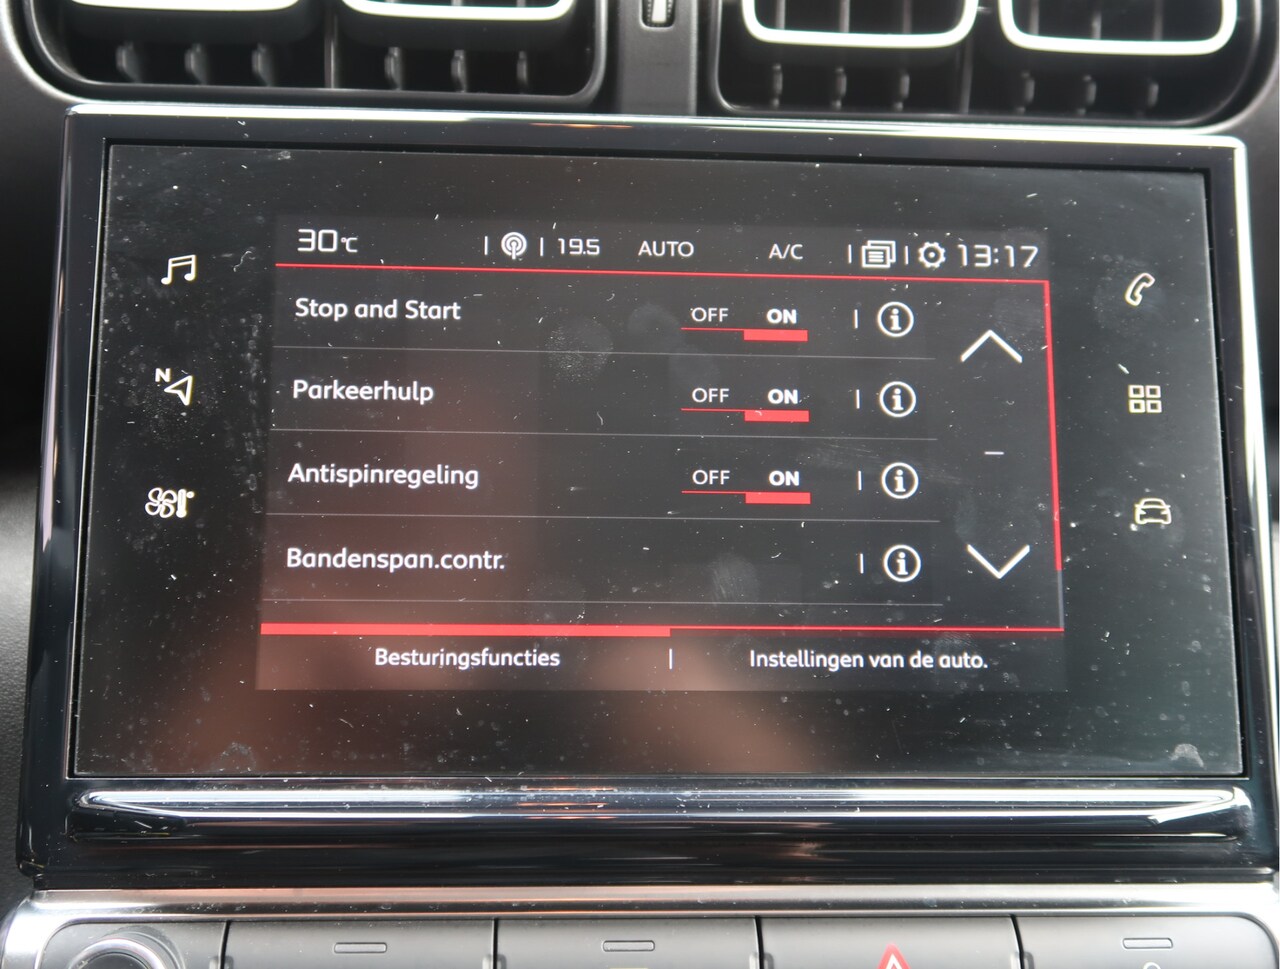 30°C | | 19.5 AUTO A/C | | 13:17
Stop and Start OFF ON | i
Parkeerhulp OFF ON | i
N
Antispinregeling OFF ON | i
Bandenspan.contr. | i
Besturingsfuncties | Instellingen van de auto.